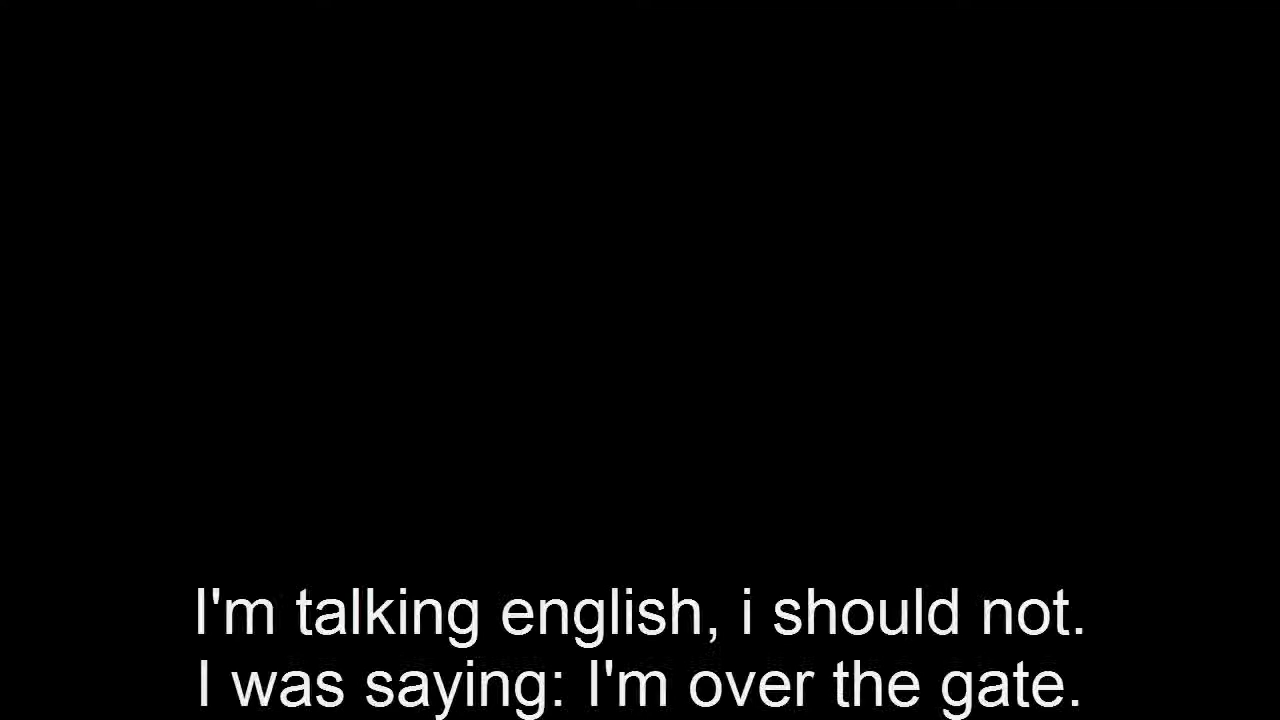 I'm talking english, i should not.
I was saying: I'm over the gate.